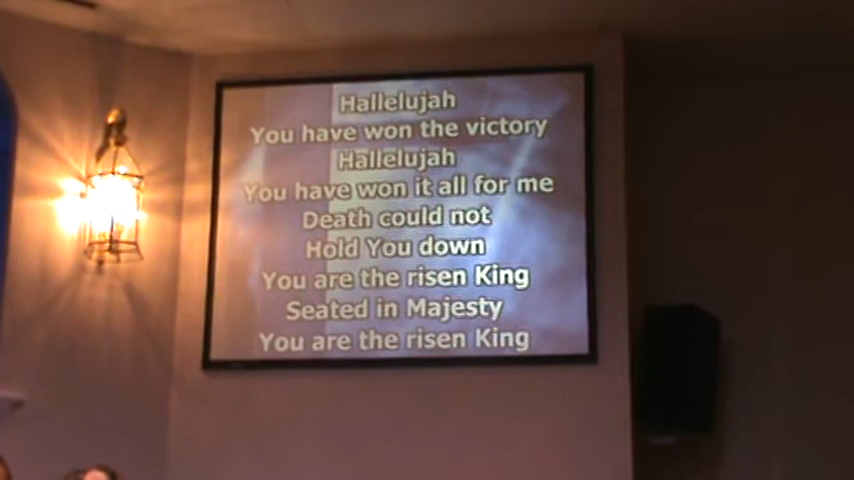 Hallelujah
You have won the victory
Hallelujah
You have won it all for me
Death could not
Hold You down
You are the risen King
Seated in Majesty
You are the risen King